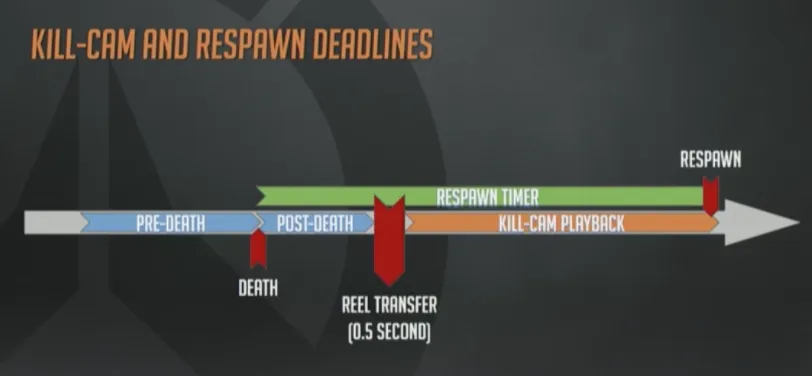 KILL-CAM AND RESPAWN DEADLINES
RESPAWN
RESPAWN TIMER
PRE-DEATH
POST-DEATH
KILL-CAM PLAYBACK
DEATH
REEL TRANSFER
(0.5 SECOND)